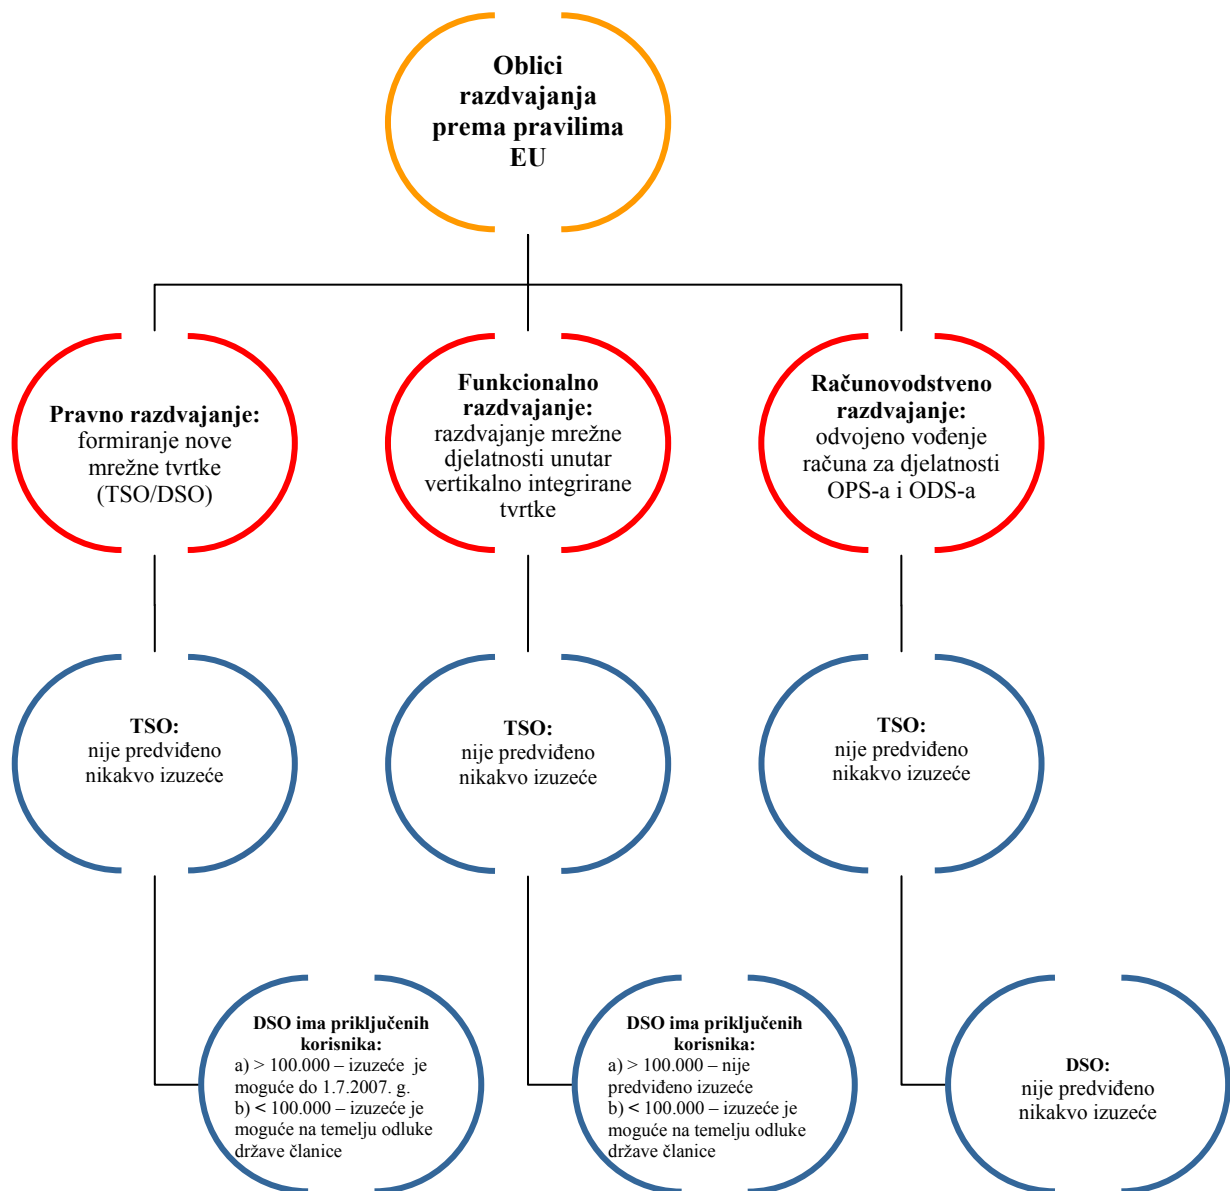 Oblici
razdvajanja
prema pravilima
EU
Pravno razdvajanje:
formiranje nove
mrežne tvrtke
(TSO/DSO)
Funkcionalno
razdvajanje:
razdvajanje mrežne
djelatnosti unutar
vertikalno integrirane
tvrtke
Računovodstveno
razdvajanje:
odvojeno vođenje
računa za djelatnosti
OPS-a i ODS-a
TSO:
nije predviđeno
nikakvo izuzeće
TSO:
nije predviđeno
nikakvo izuzeće
TSO:
nije predviđeno
nikakvo izuzeće
DSO ima priključenih
korisnika:
a) > 100.000 – izuzeće je
moguće do 1.7.2007. g.
b) < 100.000 – izuzeće je
moguće na temelju odluke
države članice
DSO ima priključenih
korisnika:
a) > 100.000 – nije
predviđeno izuzeće
b) < 100.000 – izuzeće je
moguće na temelju odluke
države članice
DSO:
nije predviđeno
nikakvo izuzeće